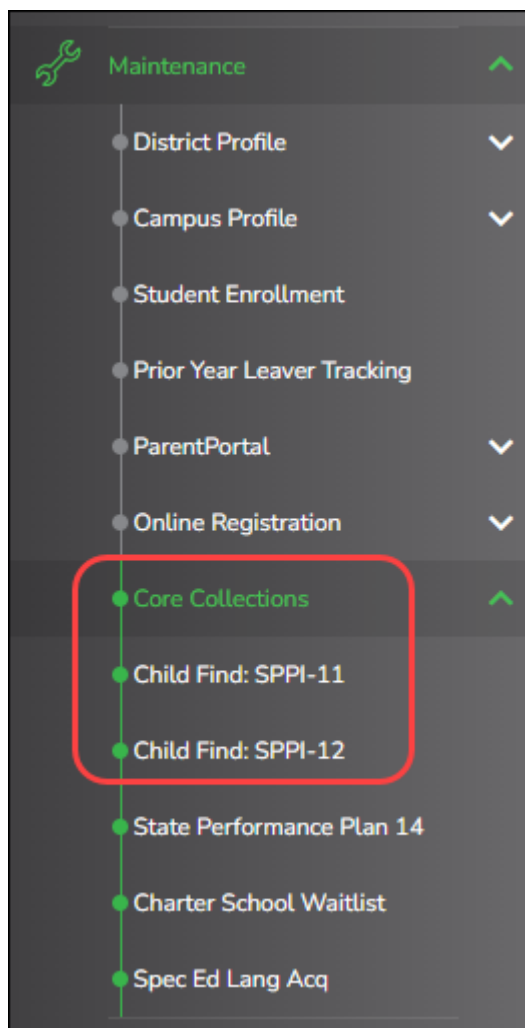 Maintenance
District Profile
Campus Profile
Student Enrollment
Prior Year Leaver Tracking
ParentPortal
Online Registration
Core Collections
Child Find: SPPI-11
Child Find: SPPI-12
State Performance Plan 14
Charter School Waitlist
Spec Ed Lang Acq